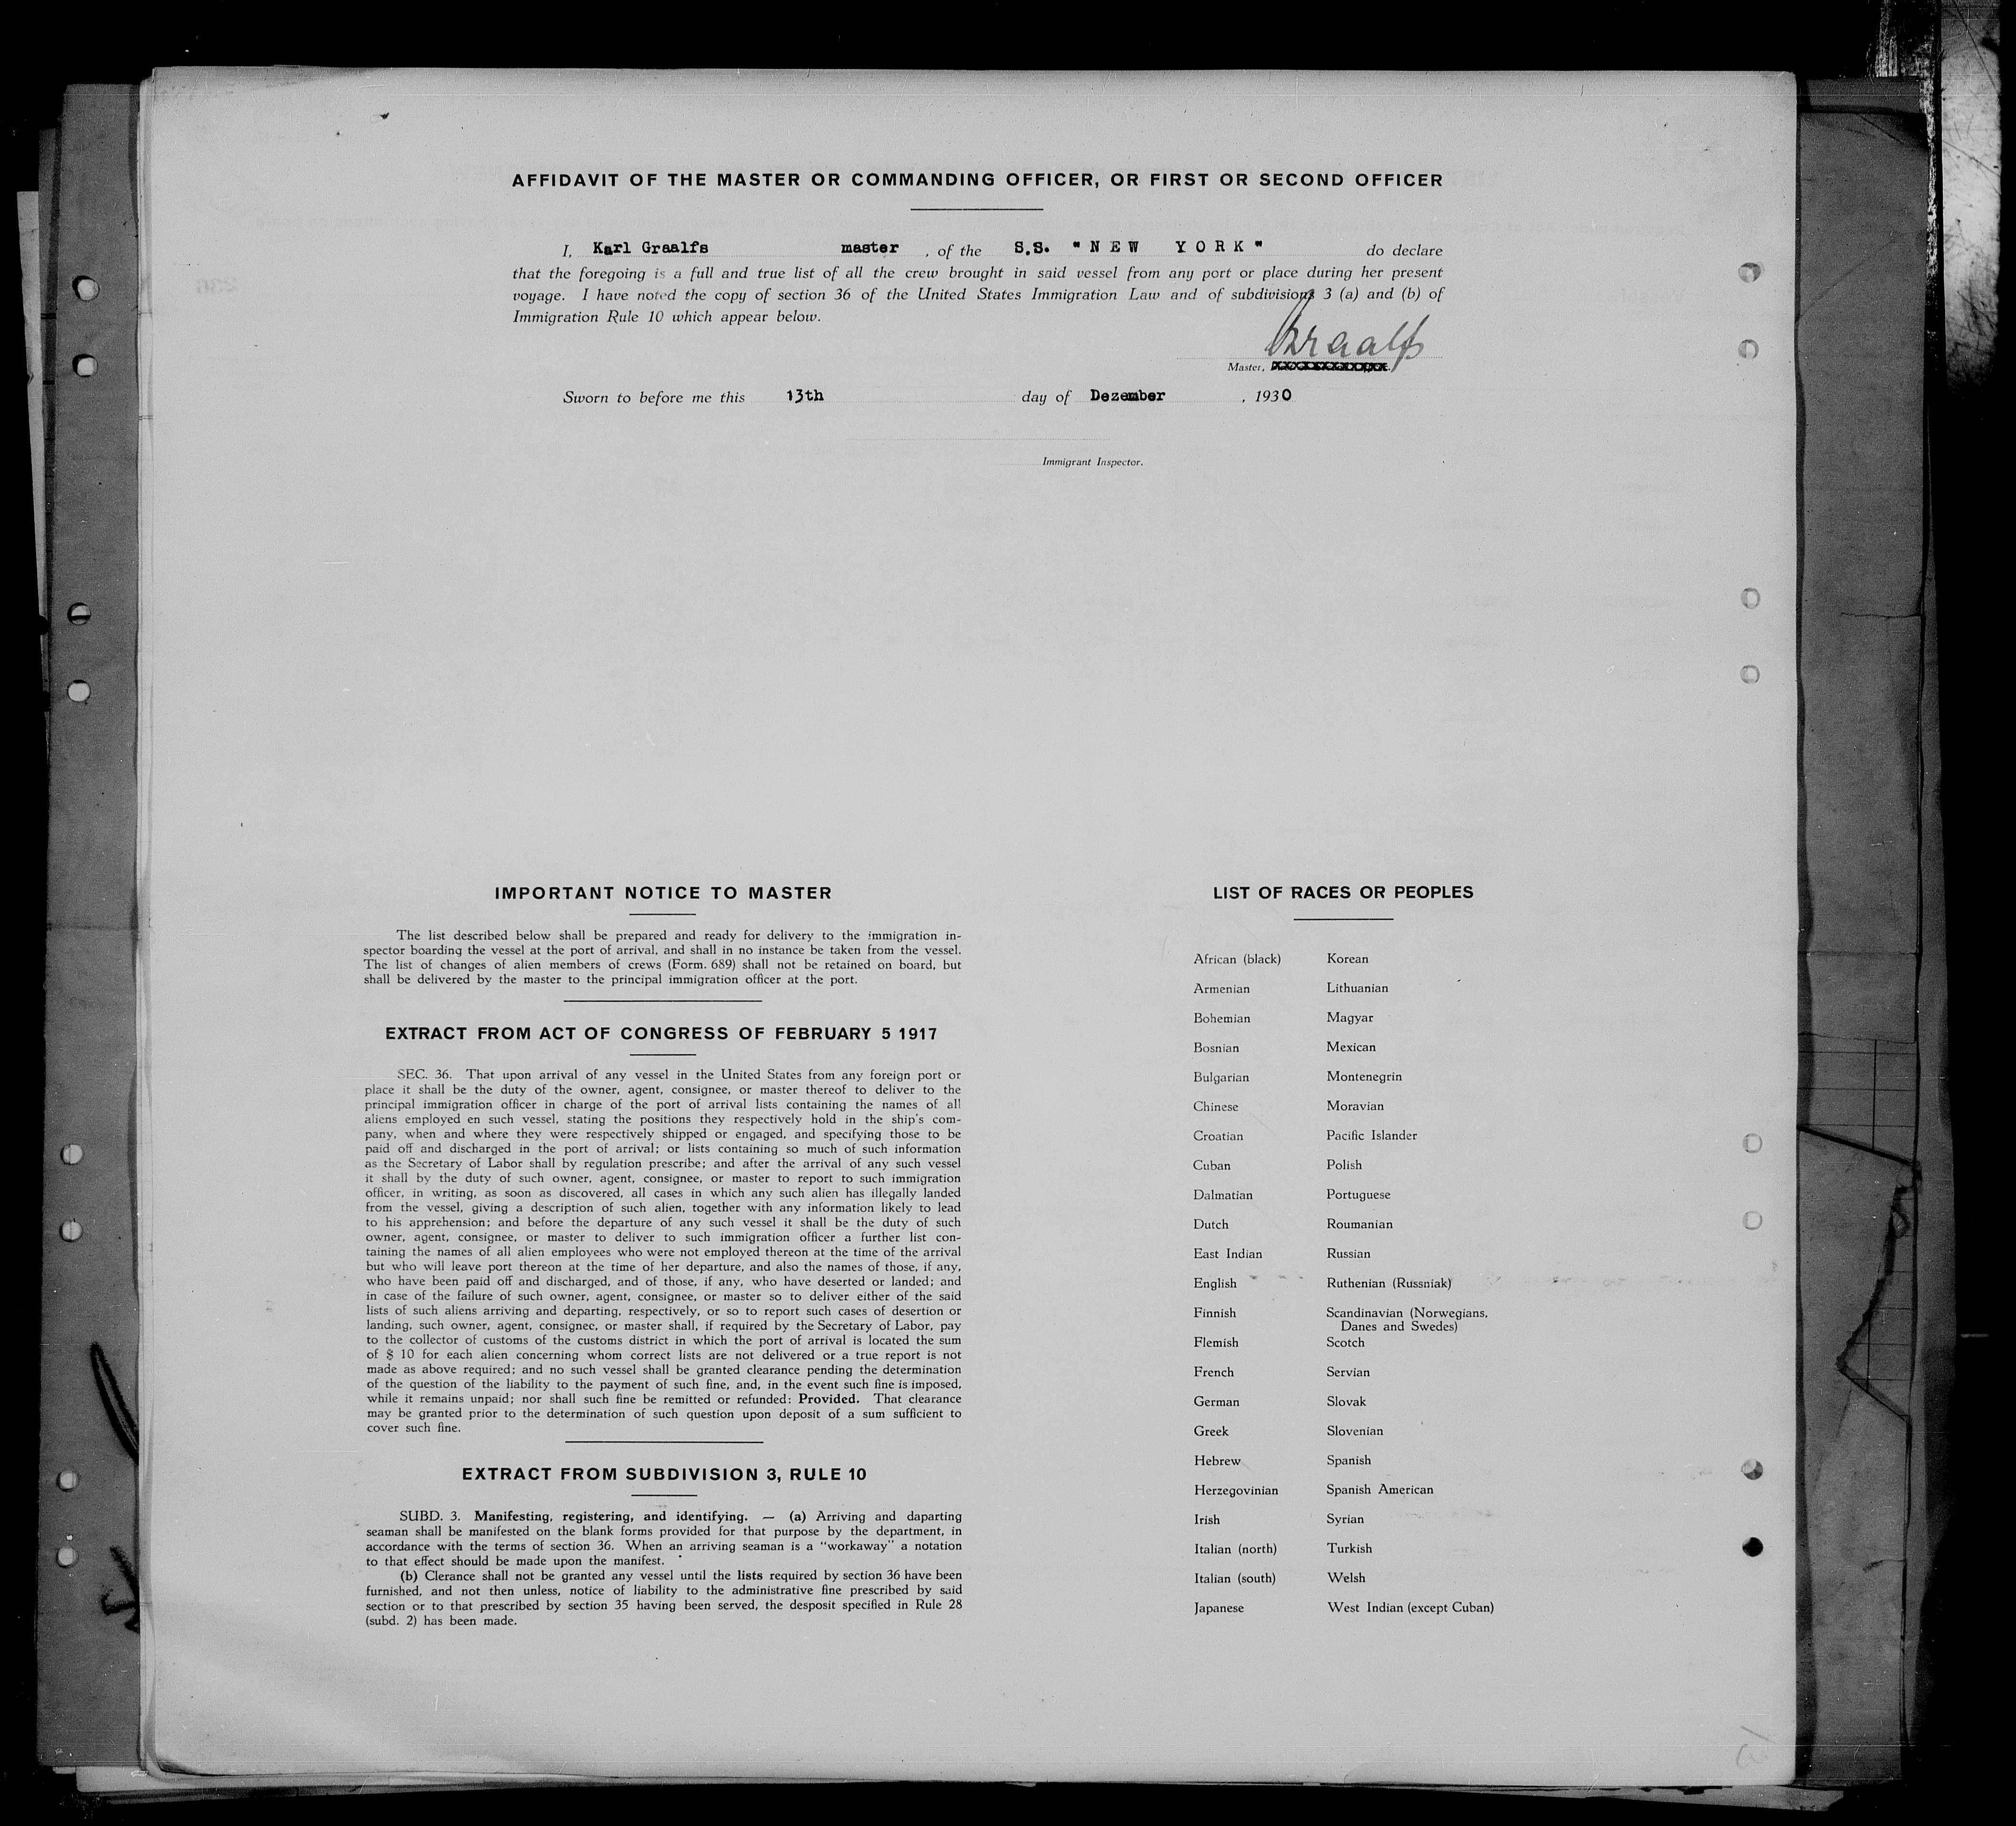 AFFIDAVIT OF THE MASTER OR COMMANDING OFFICER, OR FIRST OR SECOND OFFICER
I, Karl Graalfs master, of the S.S. "NEW YORK" do declare
that the foregoing is a full and true list of all the crew brought in said vessel from any port or place during her present
voyage. I have noted the copy of section 36 of the United States Immigration Law and of subdivisions 3 (a) and (b) of
Immigration Rule 10 which appear below.
Graalfs
Master, xxxxxxxxxxxxx
Sworn to before me this 13th day of Dezember, 1930
Immigrant Inspector.
IMPORTANT NOTICE TO MASTER
The list described below shall be prepared and ready for delivery to the immigration in-
spector boarding the vessel at the port of arrival, and shall in no instance be taken from the vessel.
The list of changes of alien members of crews (Form. 689) shall not be retained on board, but
shall be delivered by the master to the principal immigration officer at the port.
EXTRACT FROM ACT OF CONGRESS OF FEBRUARY 5 1917
SEC. 36. That upon arrival of any vessel in the United States from any foreign port or
place it shall be the duty of the owner, agent, consignee, or master thereof to deliver to the
principal immigration officer in charge of the port of arrival lists containing the names of all
aliens employed en such vessel, stating the positions they respectively hold in the ship's com-
pany, when and where they were respectively shipped or engaged, and specifying those to be
paid off and discharged in the port of arrival; or lists containing so much of such information
as the Secretary of Labor shall by regulation prescribe; and after the arrival of any such vessel
it shall by the duty of such owner, agent, consignee, or master to report to such immigration
officer, in writing, as soon as discovered, all cases in which any such alien has illegally landed
from the vessel, giving a description of such alien, together with any information likely to lead
to his apprehension; and before the departure of any such vessel it shall be the duty of such
owner, agent, consignee, or master to deliver to such immigration officer a further list con-
taining the names of all alien employees who were not employed thereon at the time of the arrival
but who will leave port thereon at the time of her departure, and also the names of those, if any,
who have been paid off and discharged, and of those, if any, who have deserted or landed; and
in case of the failure of such owner, agent, consignee, or master so to deliver either of the said
lists of such aliens arriving and departing, respectively, or so to report such cases of desertion or
landing, such owner, agent, consignee, or master shall, if required by the Secretary of Labor, pay
to the collector of customs of the customs district in which the port of arrival is located the sum
of $ 10 for each alien concerning whom correct lists are not delivered or a true report is not
made as above required; and no such vessel shall be granted clearance pending the determination
of the question of the liability to the payment of such fine, and, in the event such fine is imposed,
while it remains unpaid; nor shall such fine be remitted or refunded: Provided. That clearance
may be granted prior to the determination of such question upon deposit of a sum sufficient to
cover such fine.
EXTRACT FROM SUBDIVISION 3, RULE 10
SUBD. 3. Manifesting, registering, and identifying. — (a) Arriving and daparting
seaman shall be manifested on the blank forms provided for that purpose by the department, in
accordance with the terms of section 36. When an arriving seaman is a "workaway" a notation
to that effect should be made upon the manifest.
(b) Clerance shall not be granted any vessel until the lists required by section 36 have been
furnished, and not then unless, notice of liability to the administrative fine prescribed by said
section or to that prescribed by section 35 having been served, the desposit specified in Rule 28
(subd. 2) has been made.
LIST OF RACES OR PEOPLES
African (black) Korean
Armenian Lithuanian
Bohemian Magyar
Bosnian Mexican
Bulgarian Montenegrin
Chinese Moravian
Croatian Pacific Islander
Cuban Polish
Dalmatian Portuguese
Dutch Roumanian
East Indian Russian
English Ruthenian (Russniak)
Finnish Scandinavian (Norwegians,
Danes and Swedes)
Flemish Scotch
French Servian
German Slovak
Greek Slovenian
Hebrew Spanish
Herzegovinian Spanish American
Irish Syrian
Italian (north) Turkish
Italian (south) Welsh
Japanese West Indian (except Cuban)